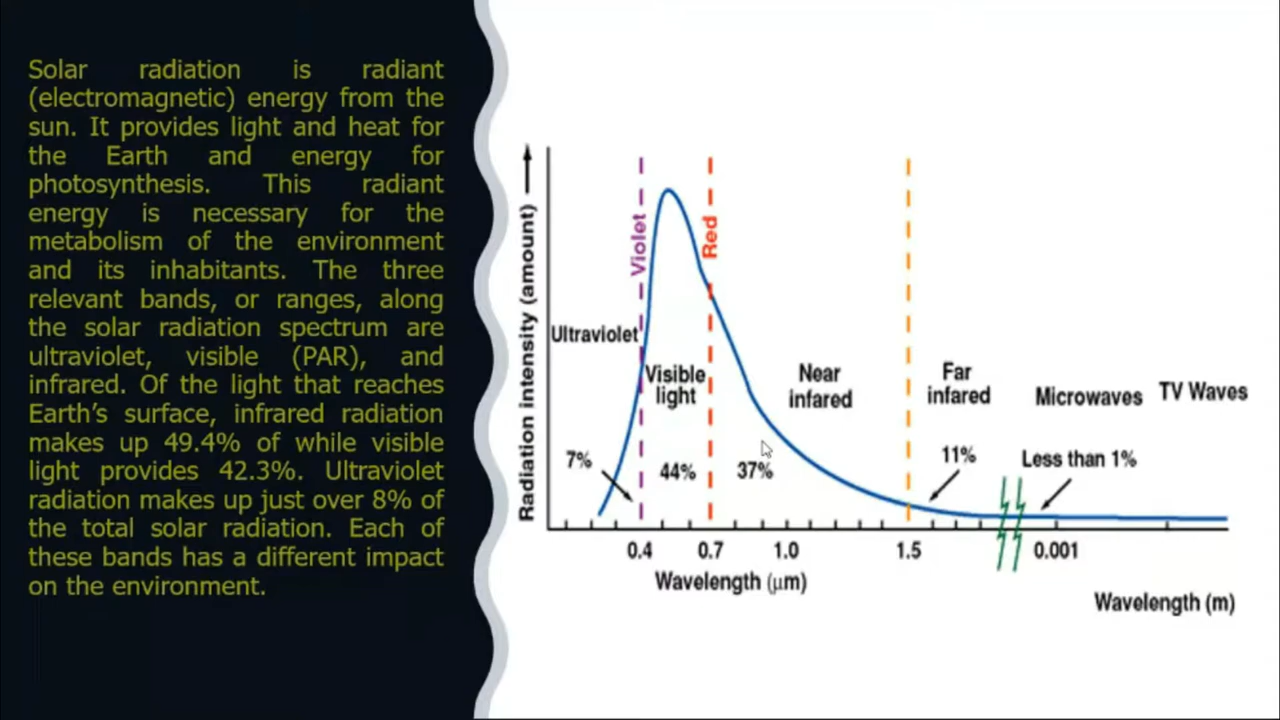 Solar radiation is radiant
(electromagnetic) energy from the
sun. It provides light and heat for
the Earth and energy for
photosynthesis. This radiant
energy is necessary for the
metabolism of the environment
and its inhabitants. The three
relevant bands, or ranges, along
the solar radiation spectrum are
ultraviolet, visible (PAR), and
infrared. Of the light that reaches
Earth's surface, infrared radiation
makes up 49.4% of while visible
light provides 42.3%. Ultraviolet
radiation makes up just over 8% of
the total solar radiation. Each of
these bands has a different impact
on the environment.
Radiation intensity (amount)
Violet
Red
Ultraviolet
Visible
light
Near
infared
Far
infared
Microwaves
TV Waves
7%
44%
37%
11%
Less than 1%
0.4
0.7
1.0
1.5
0.001
Wavelength (μm)
Wavelength (m)